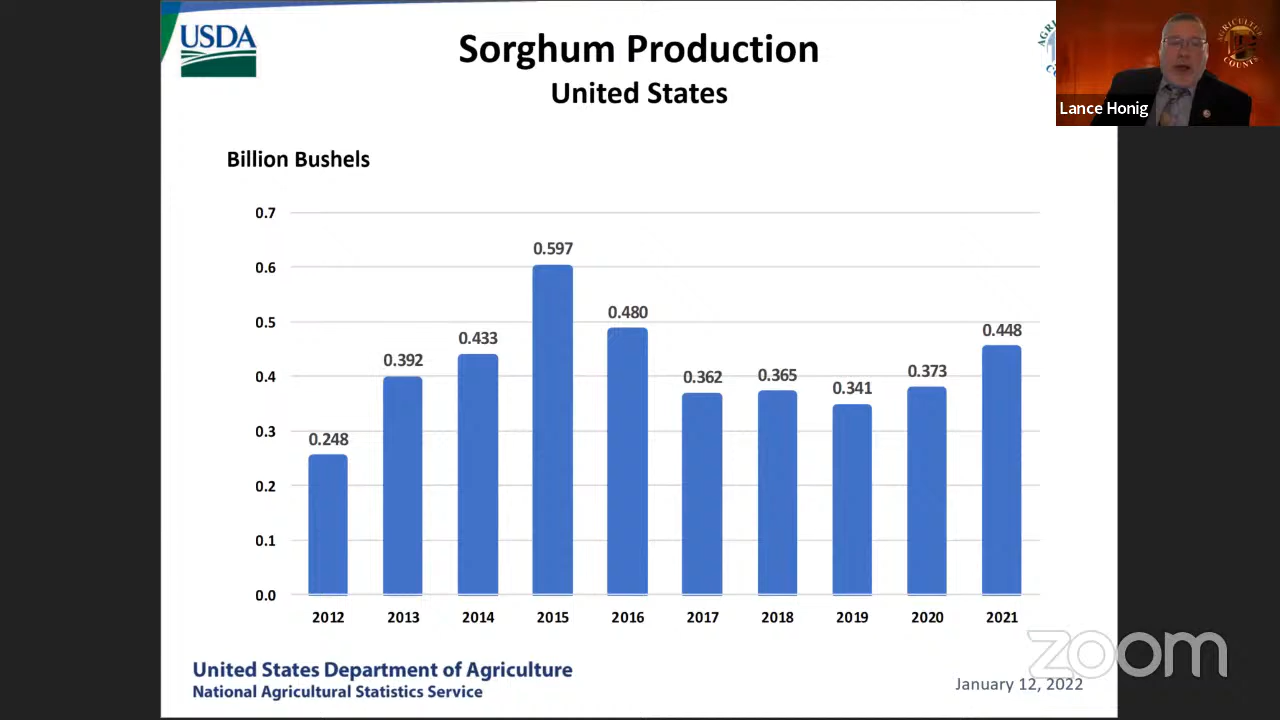 USDA
Sorghum Production
United States
Lance Honig
AGRICULTURE
COUNTS
Billion Bushels
0.7
0.6
0.5
0.4
0.3
0.2
0.1
0.0
0.248
0.392
0.433
0.597
0.480
0.362
0.365
0.341
0.373
0.448
2012
2013
2014
2015
2016
2017
2018
2019
2020
2021
zoom
United States Department of Agriculture
National Agricultural Statistics Service
January 12, 2022